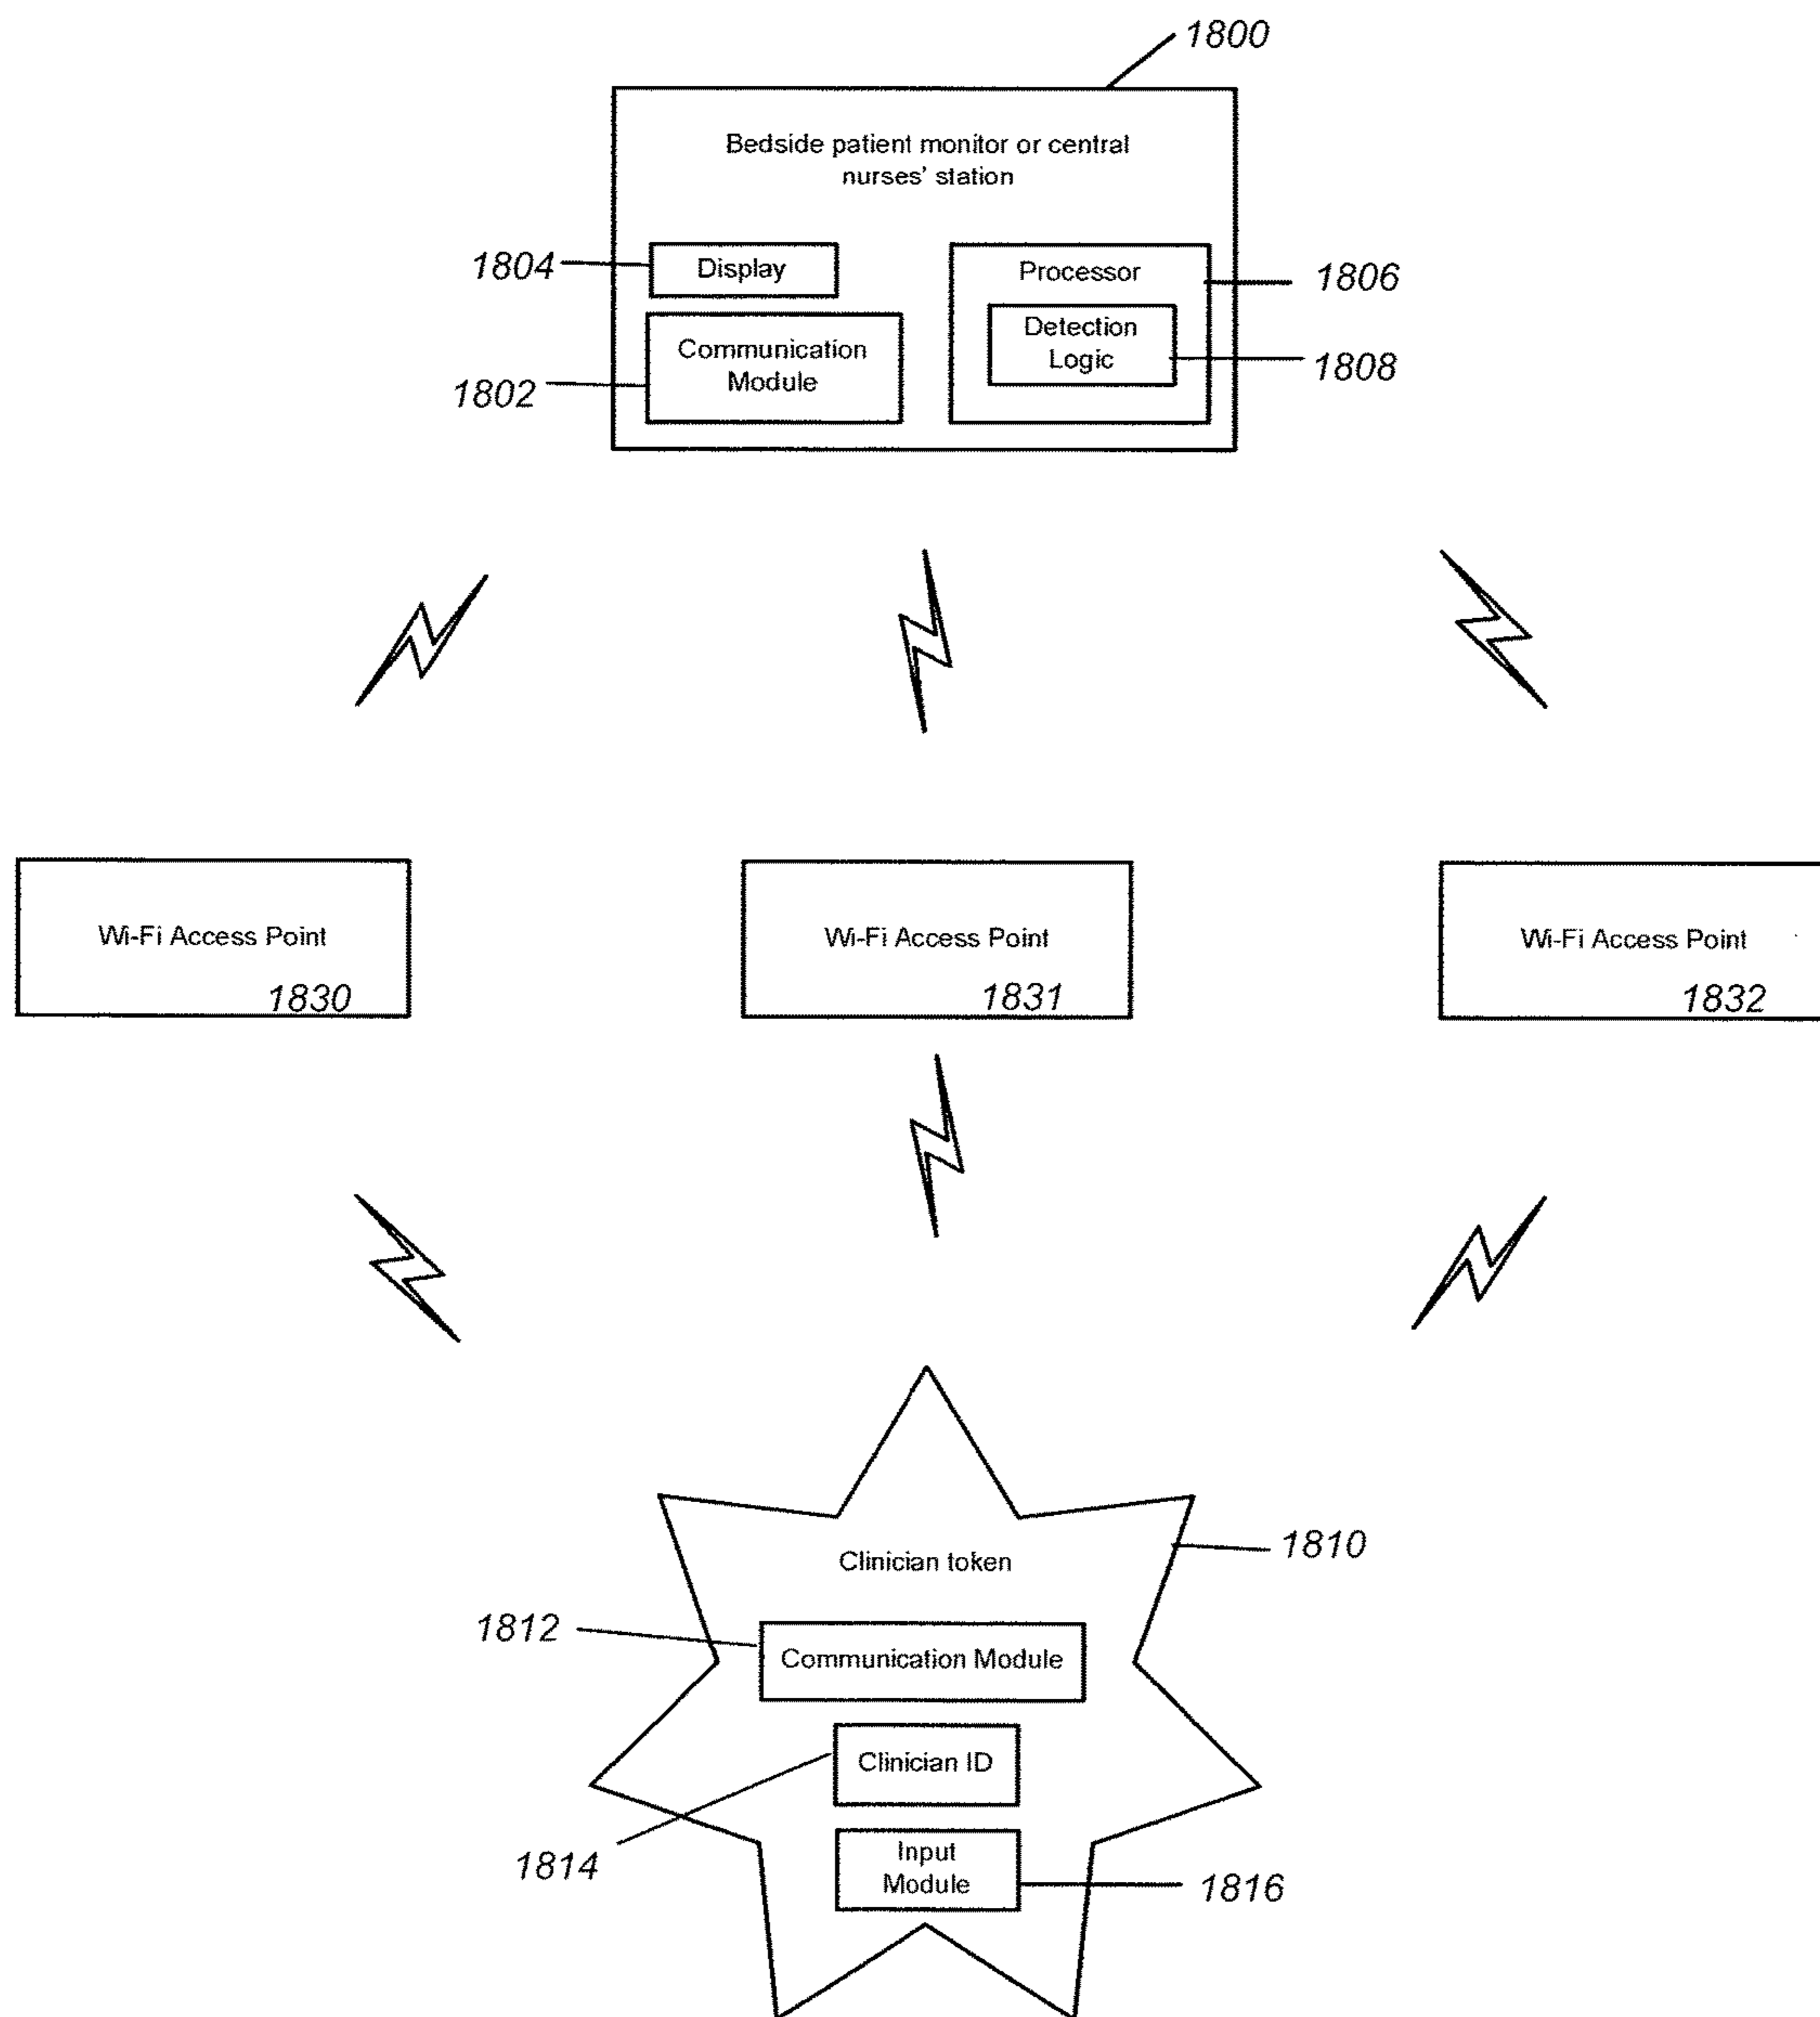 1800
Bedside patient monitor or central
nurses' station
1804
Display
Processor
1806
Detection
Logic
1808
Communication
Module
1802
Wi-Fi Access Point
1830
Wi-Fi Access Point
1831
Wi-Fi Access Point
1832
Clinician token
1810
1812
Communication Module
Clinician ID
1814
Input
Module
1816